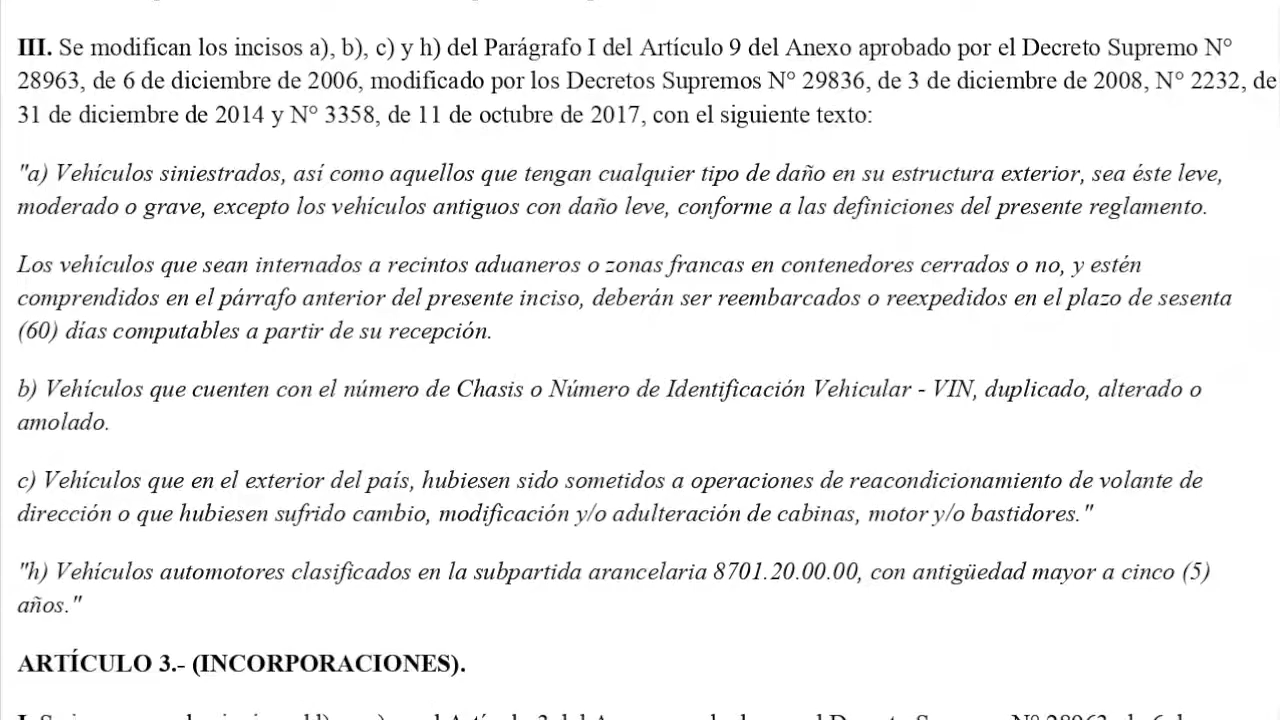 III. Se modifican los incisos a), b), c) y h) del Parágrafo I del Artículo 9 del Anexo aprobado por el Decreto Supremo N°
28963, de 6 de diciembre de 2006, modificado por los Decretos Supremos N° 29836, de 3 de diciembre de 2008, N° 2232, de
31 de diciembre de 2014 y N° 3358, de 11 de octubre de 2017, con el siguiente texto:
"a) Vehículos siniestrados, así como aquellos que tengan cualquier tipo de daño en su estructura exterior, sea éste leve,
moderado o grave, excepto los vehículos antiguos con daño leve, conforme a las definiciones del presente reglamento.
Los vehículos que sean internados a recintos aduaneros o zonas francas en contenedores cerrados o no, y estén
comprendidos en el párrafo anterior del presente inciso, deberán ser reembarcados o reexpedidos en el plazo de sesenta
(60) días computables a partir de su recepción.
b) Vehículos que cuenten con el número de Chasis o Número de Identificación Vehicular - VIN, duplicado, alterado o
amolado.
c) Vehículos que en el exterior del país, hubiesen sido sometidos a operaciones de reacondicionamiento de volante de
dirección o que hubiesen sufrido cambio, modificación y/o adulteración de cabinas, motor y/o bastidores."
"h) Vehículos automotores clasificados en la subpartida arancelaria 8701.20.00.00, con antigüedad mayor a cinco (5)
años."
ARTÍCULO 3.- (INCORPORACIONES).